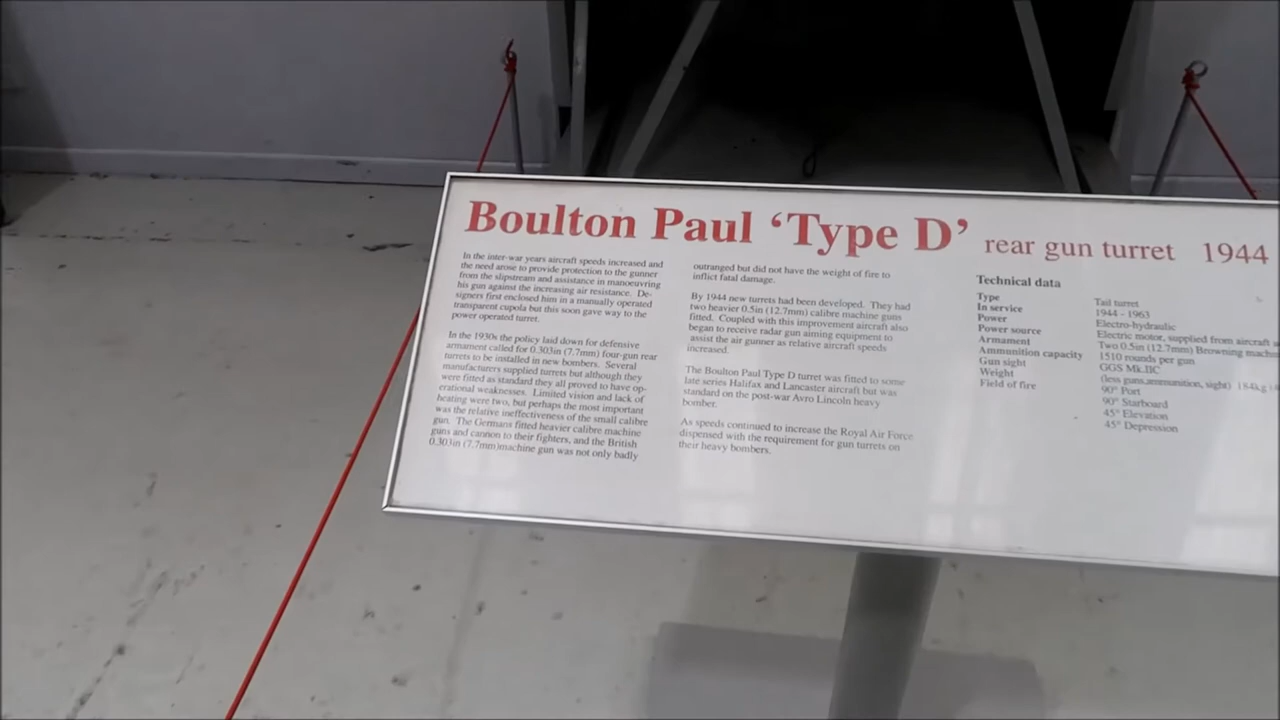 Boulton Paul ‘Type D’ rear gun turret 1944
In the inter-war years aircraft speeds increased and
the need arose to provide protection to the gunner
from the slipstream and assistance in manoeuvring
his gun against the increasing air resistance. De-
signers first enclosed him in a manually operated
transparent cupola but this soon gave way to the
power operated turret.
In the 1930s the policy laid down for defensive
armament called for 0.303in (7.7mm) four-gun rear
turrets to be installed in new bombers. Several
manufacturers supplied turrets but although they
were fitted as standard they all proved to have op-
erational weaknesses. Limited vision and lack of
heating were two, but perhaps the most important
was the relative ineffectiveness of the small calibre
gun. The Germans fitted heavier calibre machine
guns and cannon to their fighters, and the British
0.303in (7.7mm)machine gun was not only badly
outranged but did not have the weight of fire to
inflict fatal damage.
By 1944 new turrets had been developed. They had
two heavier 0.5in (12.7mm) calibre machine guns
fitted. Coupled with this improvement aircraft also
began to receive radar gun aiming equipment to
assist the air gunner as relative aircraft speeds
increased.
The Boulton Paul Type D turret was fitted to some
late series Halifax and Lancaster aircraft but was
standard on the post-war Avro Lincoln heavy
bomber.
As speeds continued to increase the Royal Air Force
dispensed with the requirement for gun turrets on
their heavy bombers.
Technical data
Type Tail turret
In service 1944 - 1963
Power Electro-hydraulic
Power source Electric motor, supplied from aircraft
Armament Two 0.5in (12.7mm) Browning
Ammunition capacity 1510 rounds per gun
Gun sight GGS Mk.IIC
Weight (less guns,ammunition, sight) 184kg
Field of fire 90° Port
90° Starboard
45° Elevation
45° Depression